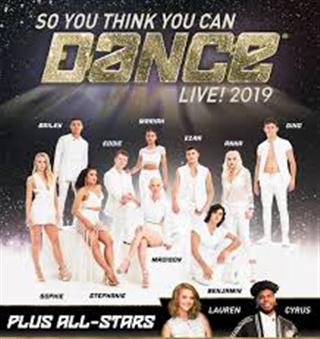 SO YOU THINK YOU CAN
DANCE
LIVE! 2019
BAILEY
MARIAH
EDDIE
EZRA
ANNA
GINO
MADISON
SOPHIE
STEPHANIE
BENJAMIN
PLUS ALL-STARS
LAUREN
CYRUS